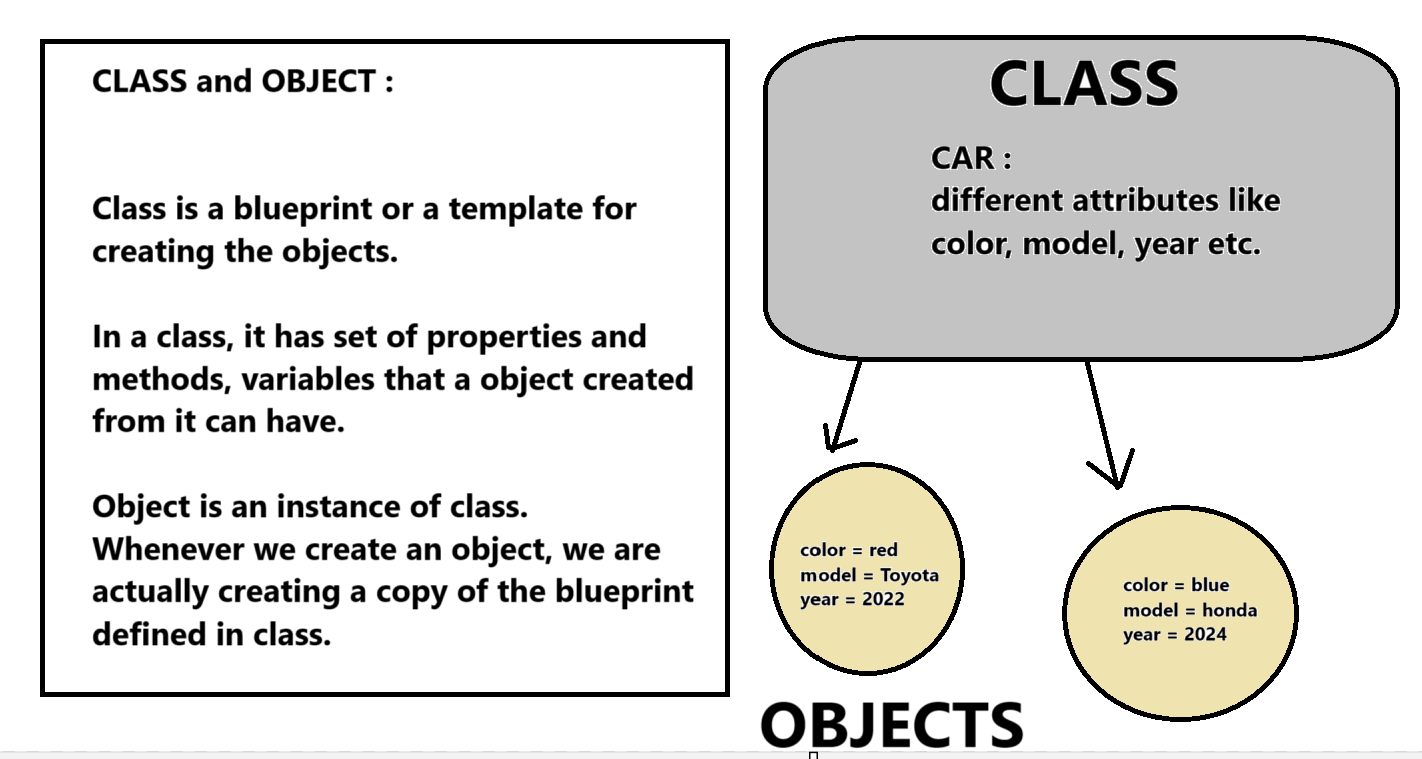 CLASS and OBJECT :
Class is a blueprint or a template for
creating the objects.
In a class, it has set of properties and
methods, variables that a object created
from it can have.
Object is an instance of class.
Whenever we create an object, we are
actually creating a copy of the blueprint
defined in class.
CLASS
CAR :
different attributes like
color, model, year etc.
color = red
model = Toyota
year = 2022
color = blue
model = honda
year = 2024
OBJECTS